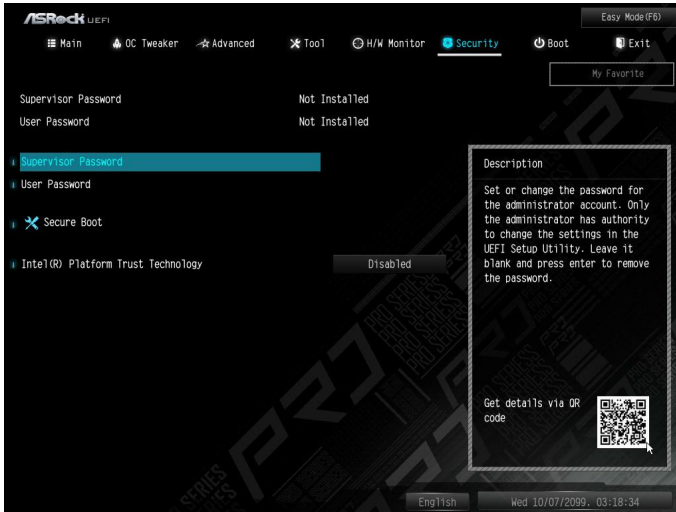 ASRock UEFI
Easy Mode(F6)
Main OC Tweaker Advanced Tool H/W Monitor Security Boot Exit
My Favorite
Supervisor Password Not Installed
User Password Not Installed
Supervisor Password
User Password
Secure Boot
Intel(R) Platform Trust Technology Disabled
Description
Set or change the password for
the administrator account. Only
the administrator has authority
to change the settings in the
UEFI Setup Utility. Leave it
blank and press enter to remove
the password.
Get details via QR
code
PRO SERIES
English Wed 10/07/2099. 03:18:34